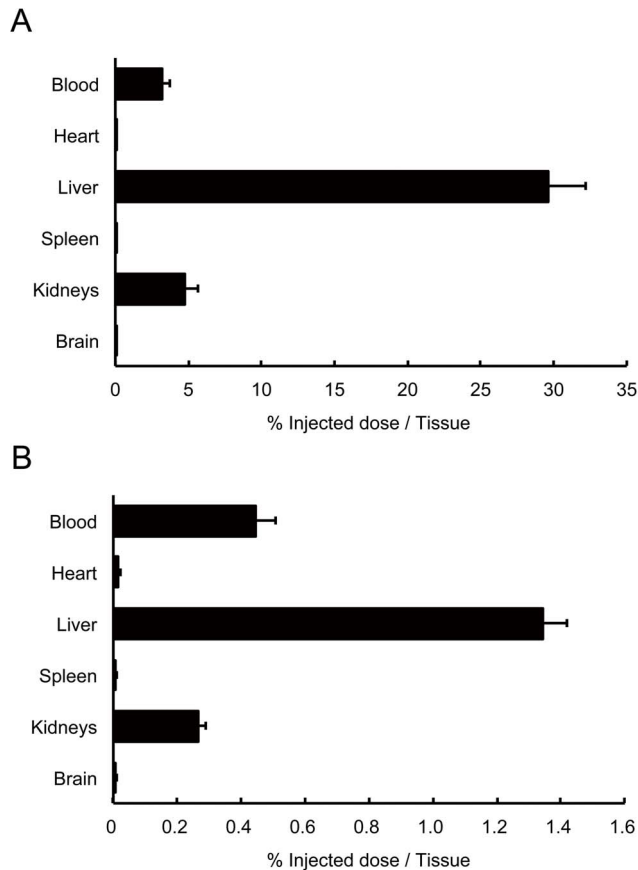 A
Blood
Heart
Liver
Spleen
Kidneys
Brain
0 5 10 15 20 25 30 35
% Injected dose / Tissue
B
Blood
Heart
Liver
Spleen
Kidneys
Brain
0 0.2 0.4 0.6 0.8 1.0 1.2 1.4 1.6
% Injected dose / Tissue